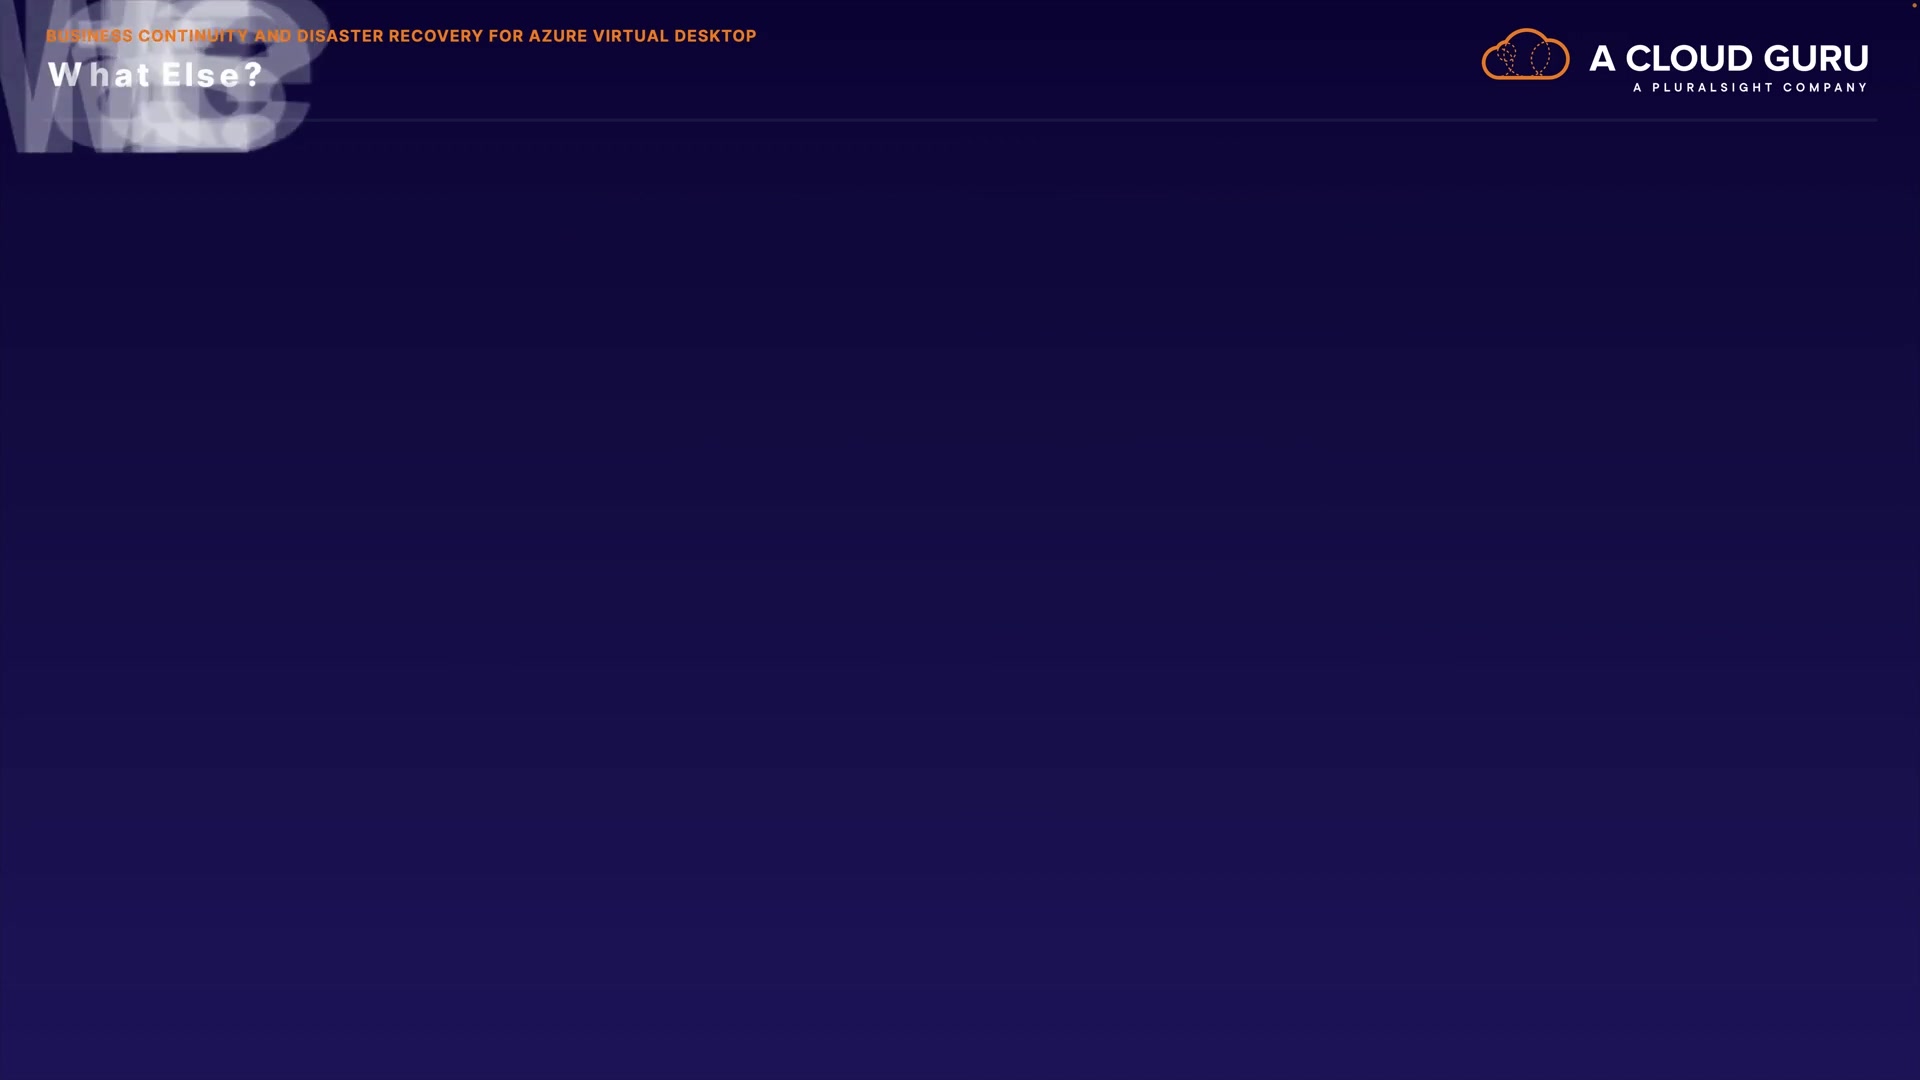 BUSINESS CONTINUITY AND DISASTER RECOVERY FOR AZURE VIRTUAL DESKTOP
What Else?
A CLOUD GURU
A PLURALSIGHT COMPANY